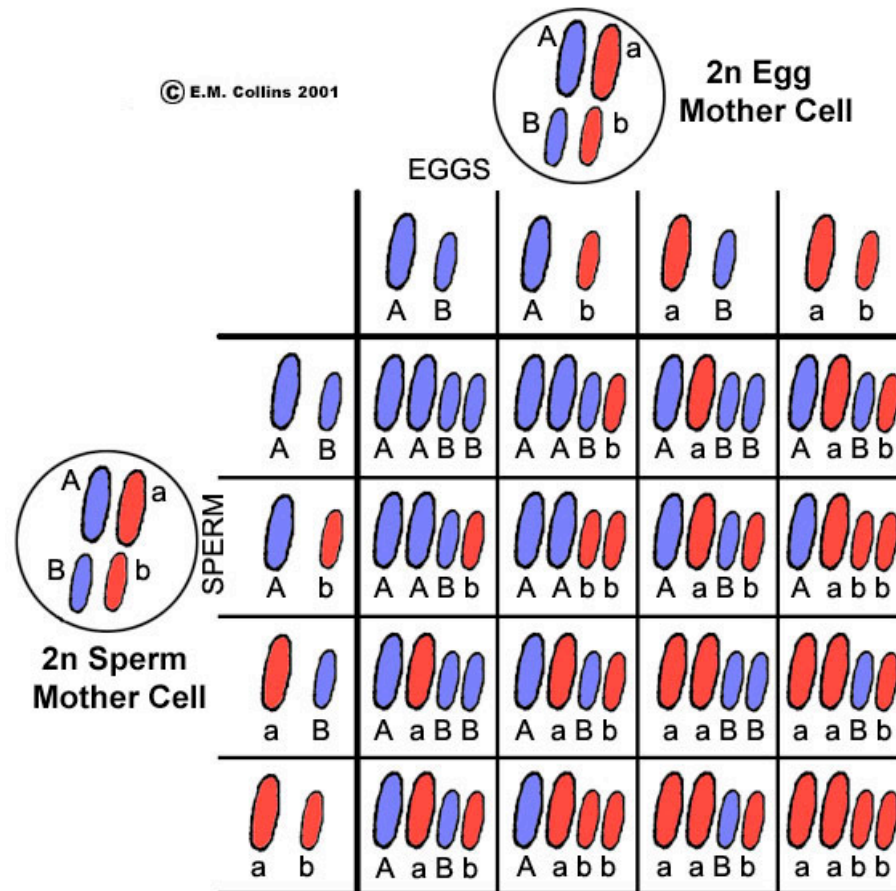 A a
© E.M. Collins 2001
2n Egg
Mother Cell
B b
EGGS
A B A b a B a b
A B A A B B A A B b A a B B A a B b
A a
SPERM
B b
A b A A B b A A b b A a B b A a b b
2n Sperm
Mother Cell
a B A a B B A a B b a a B B a a B b
a b A a B b A a b b a a B b a a b b